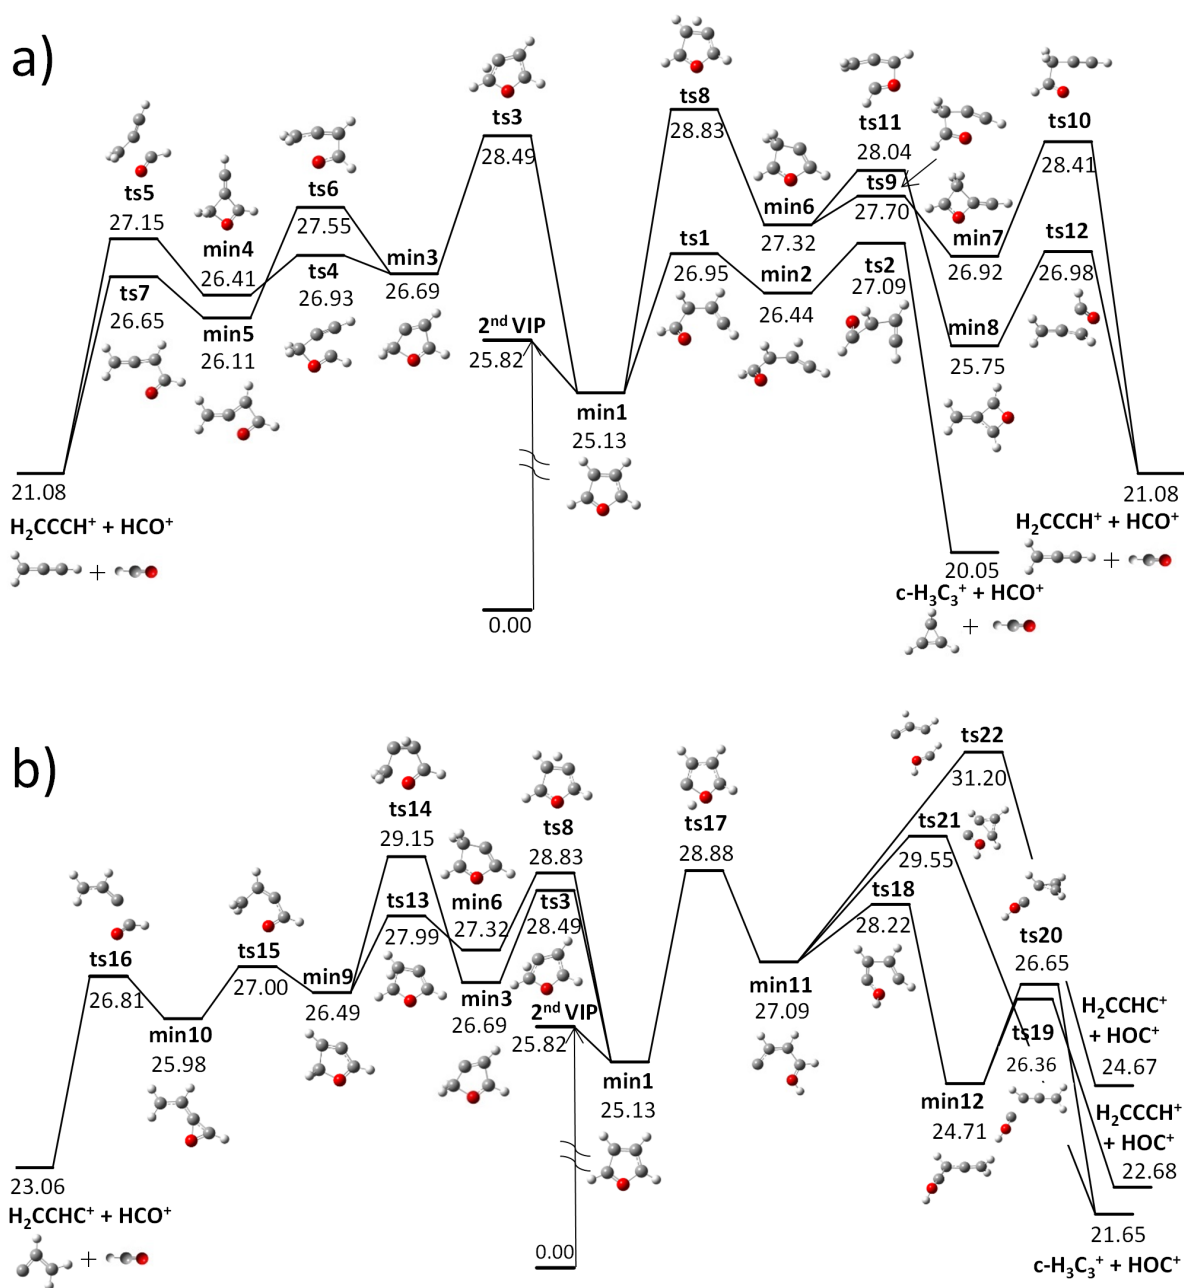 a)
ts5
27.15
ts7
26.65
min4
26.41
min5
26.11
ts6
27.55
ts4
26.93
min3
26.69
ts3
28.49
2nd VIP
25.82
0.00
min1
25.13
ts8
28.83
ts1
26.95
min6
27.32
min2
26.44
ts11
28.04
ts9
27.70
ts2
27.09
min7
26.92
min8
25.75
ts10
28.41
ts12
26.98
21.08
H2CCCH+ + HCO+
+
20.05
c-H3C3+ + HCO+
+
21.08
H2CCCH+ + HCO+
+
b)
ts16
26.81
min10
25.98
ts15
27.00
min9
26.49
ts14
29.15
ts13
27.99
min6
27.32
min3
26.69
ts8
28.83
ts3
28.49
2nd VIP
25.82
0.00
min1
25.13
ts17
28.88
min11
27.09
ts22
31.20
ts21
29.55
ts18
28.22
min12
24.71
ts20
26.65
ts19
26.36
H2CCHC+
+ HOC+
24.67
H2CCCH+
+ HOC+
22.68
21.65
c-H3C3+ + HOC+
23.06
H2CCHC+ + HCO+
+